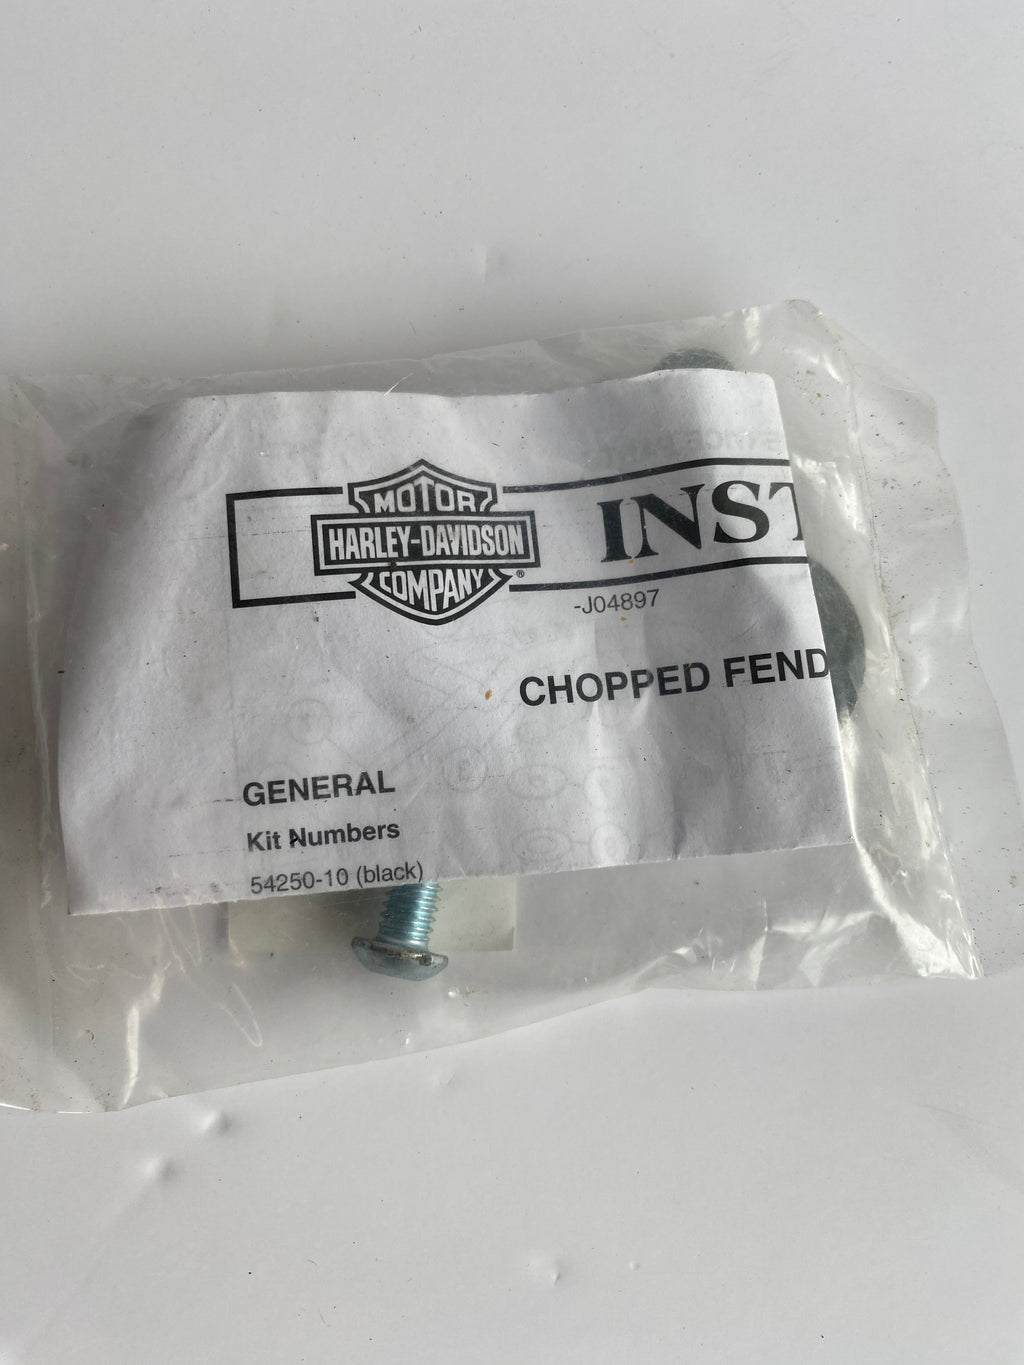 MOTOR
HARLEY-DAVIDSON
COMPANY
®
INST
-J04897
CHOPPED FEND
GENERAL
Kit Numbers
54250-10 (black)